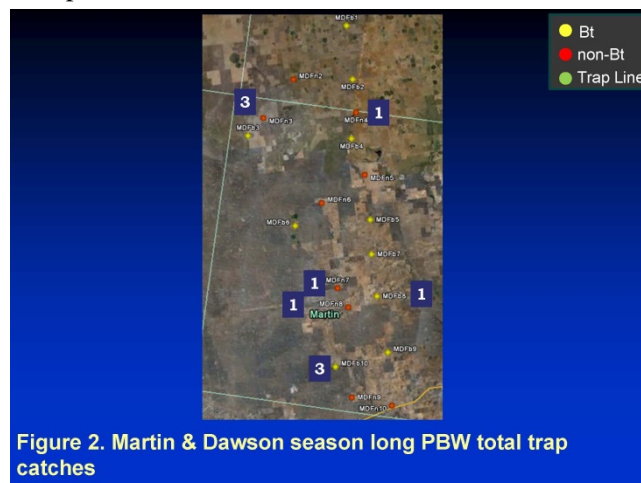 MDFb1
Bt
non-Bt
Trap Line
MDFn2
MDFb2
3
MDFn3
MDFn4
1
MDFb3
MDFb4
MDFn5
MDFn6
MDFb6
MDFb5
MDFb7
1
MDFn7
1
MDFn8
MDFb8
1
Martin
MDFb9
3
MDFb10
MDFn9
MDFn10
Figure 2. Martin & Dawson season long PBW total trap
catches